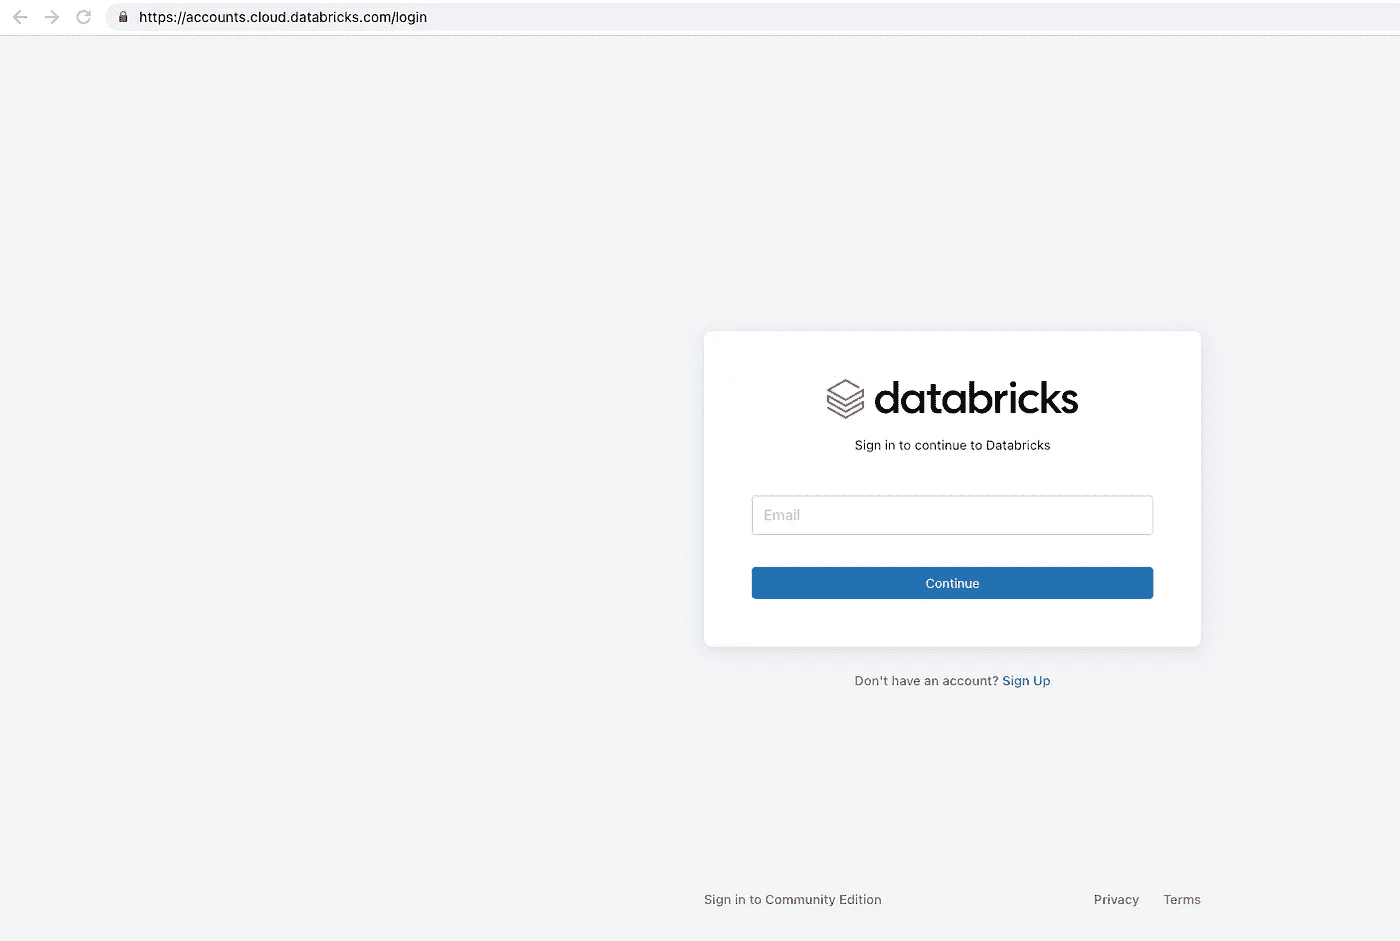 https://accounts.cloud.databricks.com/login
databricks
Sign in to continue to Databricks
Email
Continue
Don't have an account? Sign Up
Sign in to Community Edition Privacy Terms